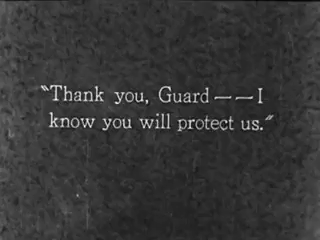 "Thank you, Guard — — I
know you will protect us."